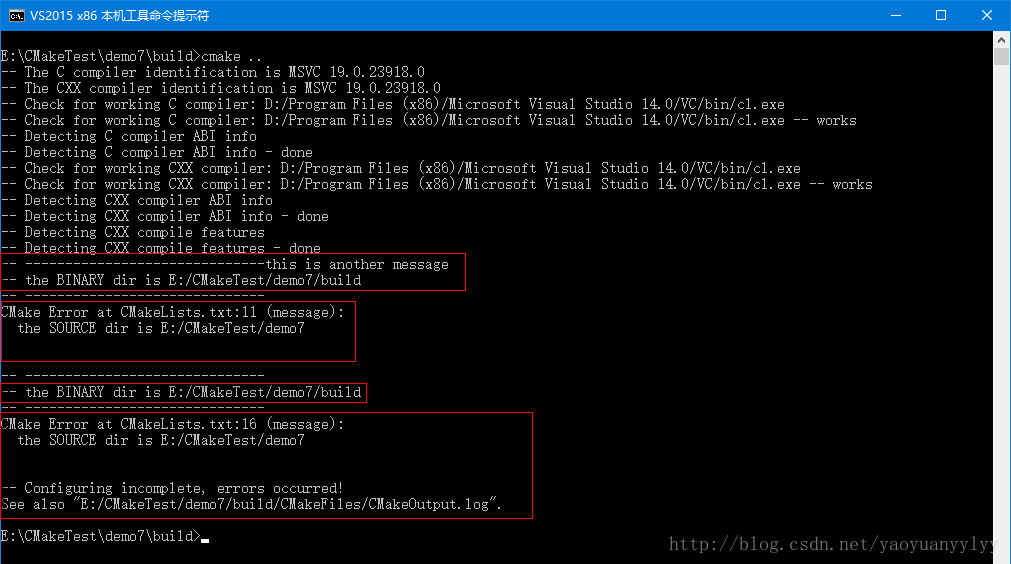 VS2015 x86 本机工具命令提示符
E:\CMakeTest\demo7\build>cmake ..
-- The C compiler identification is MSVC 19.0.23918.0
-- The CXX compiler identification is MSVC 19.0.23918.0
-- Check for working C compiler: D:/Program Files (x86)/Microsoft Visual Studio 14.0/VC/bin/cl.exe
-- Check for working C compiler: D:/Program Files (x86)/Microsoft Visual Studio 14.0/VC/bin/cl.exe -- works
-- Detecting C compiler ABI info
-- Detecting C compiler ABI info - done
-- Check for working CXX compiler: D:/Program Files (x86)/Microsoft Visual Studio 14.0/VC/bin/cl.exe
-- Check for working CXX compiler: D:/Program Files (x86)/Microsoft Visual Studio 14.0/VC/bin/cl.exe -- works
-- Detecting CXX compiler ABI info
-- Detecting CXX compiler ABI info - done
-- Detecting CXX compile features
-- Detecting CXX compile features - done
-- ------------------------------this is another message
-- the BINARY dir is E:/CMakeTest/demo7/build
-- ------------------------------
CMake Error at CMakeLists.txt:11 (message):
the SOURCE dir is E:/CMakeTest/demo7
-- ------------------------------
-- the BINARY dir is E:/CMakeTest/demo7/build
-- ------------------------------
CMake Error at CMakeLists.txt:16 (message):
the SOURCE dir is E:/CMakeTest/demo7
-- Configuring incomplete, errors occurred!
See also "E:/CMakeTest/demo7/build/CMakeFiles/CMakeOutput.log".
E:\CMakeTest\demo7\build>
http://blog.csdn.net/yaoyuanyylyy